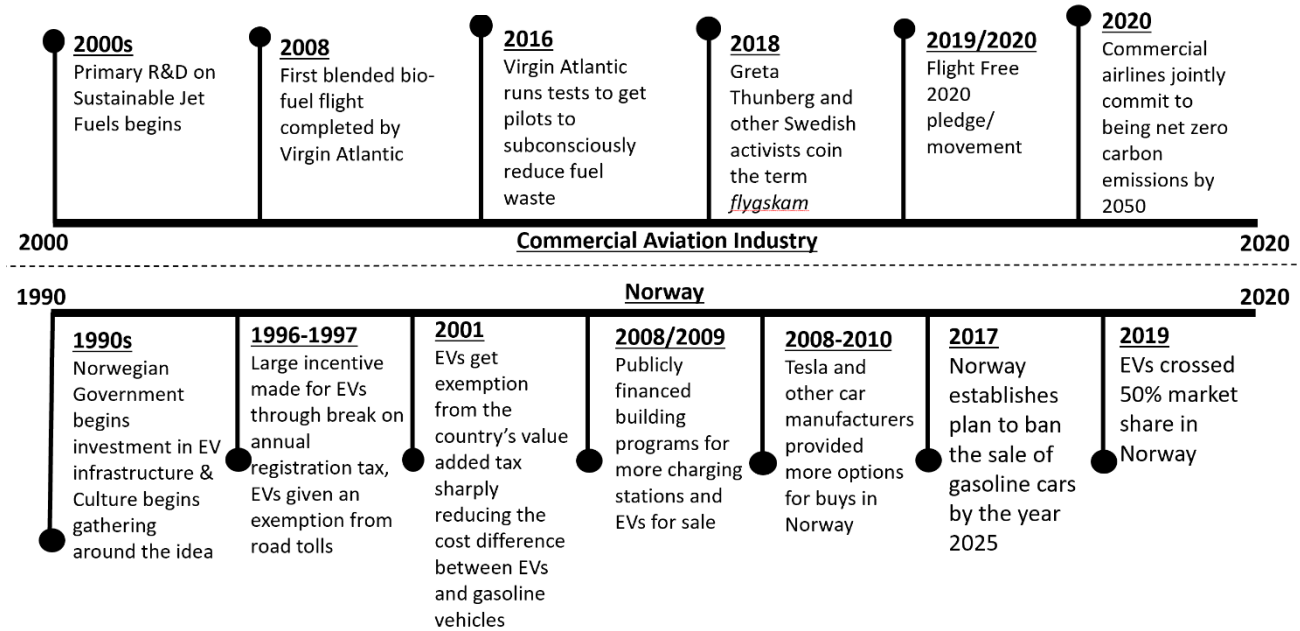 2000s
Primary R&D on
Sustainable Jet
Fuels begins
2008
First blended bio-
fuel flight
completed by
Virgin Atlantic
2016
Virgin Atlantic
runs tests to get
pilots to
subconsciously
reduce fuel
waste
2018
Greta
Thunberg and
other Swedish
activists coin
the term
flygskam
2019/2020
Flight Free
2020
pledge/
movement
2020
Commercial
airlines jointly
commit to
being net zero
carbon
emissions by
2050
2000
Commercial Aviation Industry
2020
1990
Norway
2020
1990s
Norwegian
Government
begins
investment in EV
infrastructure &
Culture begins
gathering
around the idea
1996-1997
Large incentive
made for EVs
through break on
annual
registration tax,
EVs given an
exemption from
road tolls
2001
EVs get
exemption
from the
country’s value
added tax
sharply
reducing the
cost difference
between EVs
and gasoline
vehicles
2008/2009
Publicly
financed
building
programs for
more charging
stations and
EVs for sale
2008-2010
Tesla and
other car
manufacturers
provided
more options
for buys in
Norway
2017
Norway
establishes
plan to ban
the sale of
gasoline cars
by the year
2025
2019
EVs crossed
50% market
share in
Norway